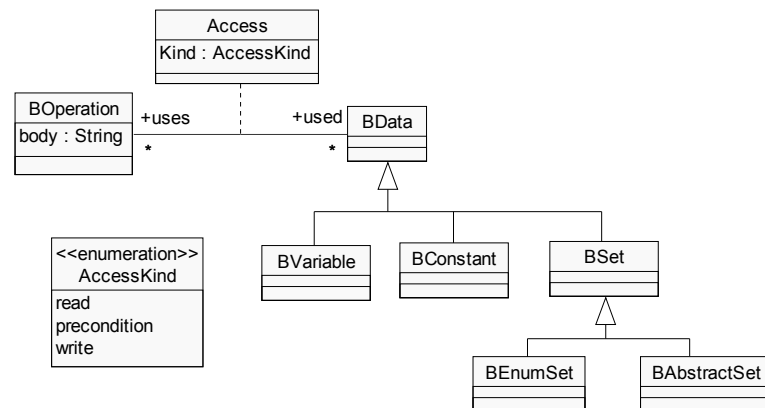 Access
Kind : AccessKind
BOperation
body : String
+uses
*
+used
*
BData
<<enumeration>>
AccessKind
read
precondition
write
BVariable
BConstant
BSet
BEnumSet
BAbstractSet